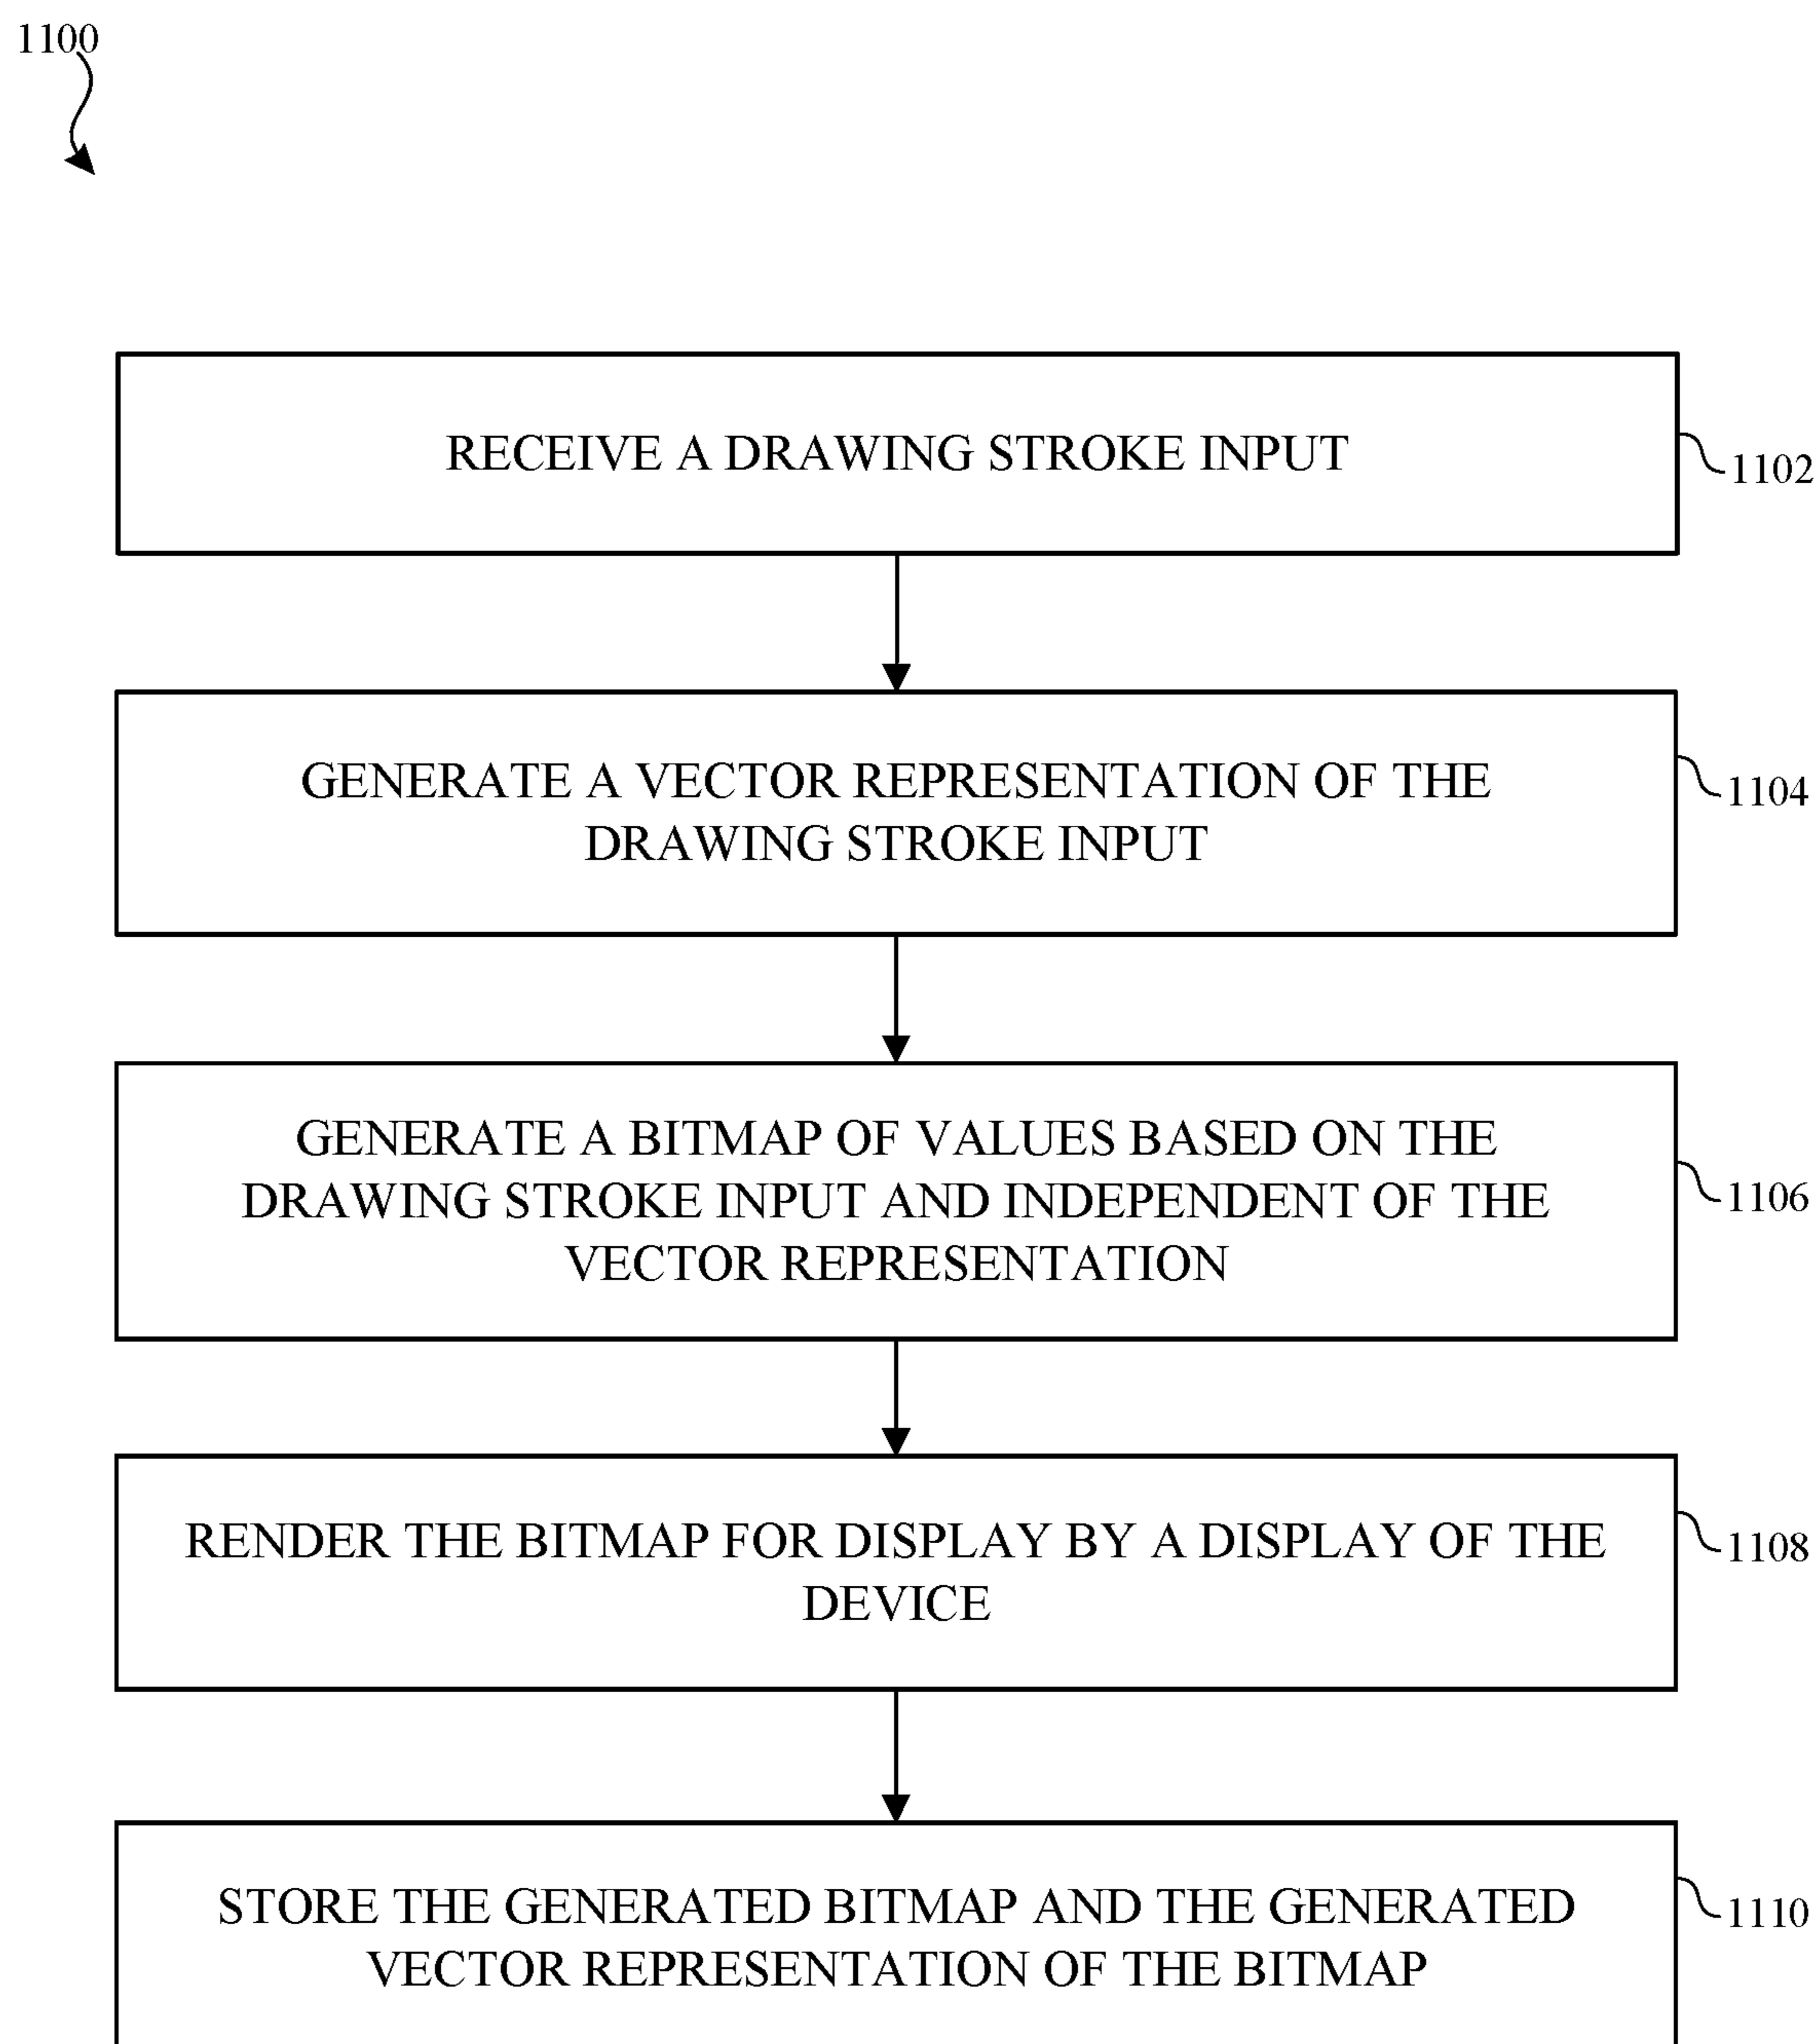 1100
RECEIVE A DRAWING STROKE INPUT
1102
GENERATE A VECTOR REPRESENTATION OF THE
DRAWING STROKE INPUT
1104
GENERATE A BITMAP OF VALUES BASED ON THE
DRAWING STROKE INPUT AND INDEPENDENT OF THE
VECTOR REPRESENTATION
1106
RENDER THE BITMAP FOR DISPLAY BY A DISPLAY OF THE
DEVICE
1108
STORE THE GENERATED BITMAP AND THE GENERATED
VECTOR REPRESENTATION OF THE BITMAP
1110